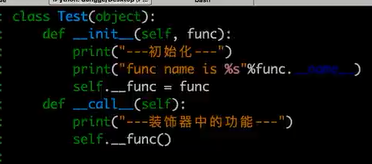 class Test(object):
def __init__(self, func):
print("---初始化---")
print("func name is %s"%func.__name__)
self.__func = func
def __call__(self):
print("---装饰器中的功能---")
self.__func()